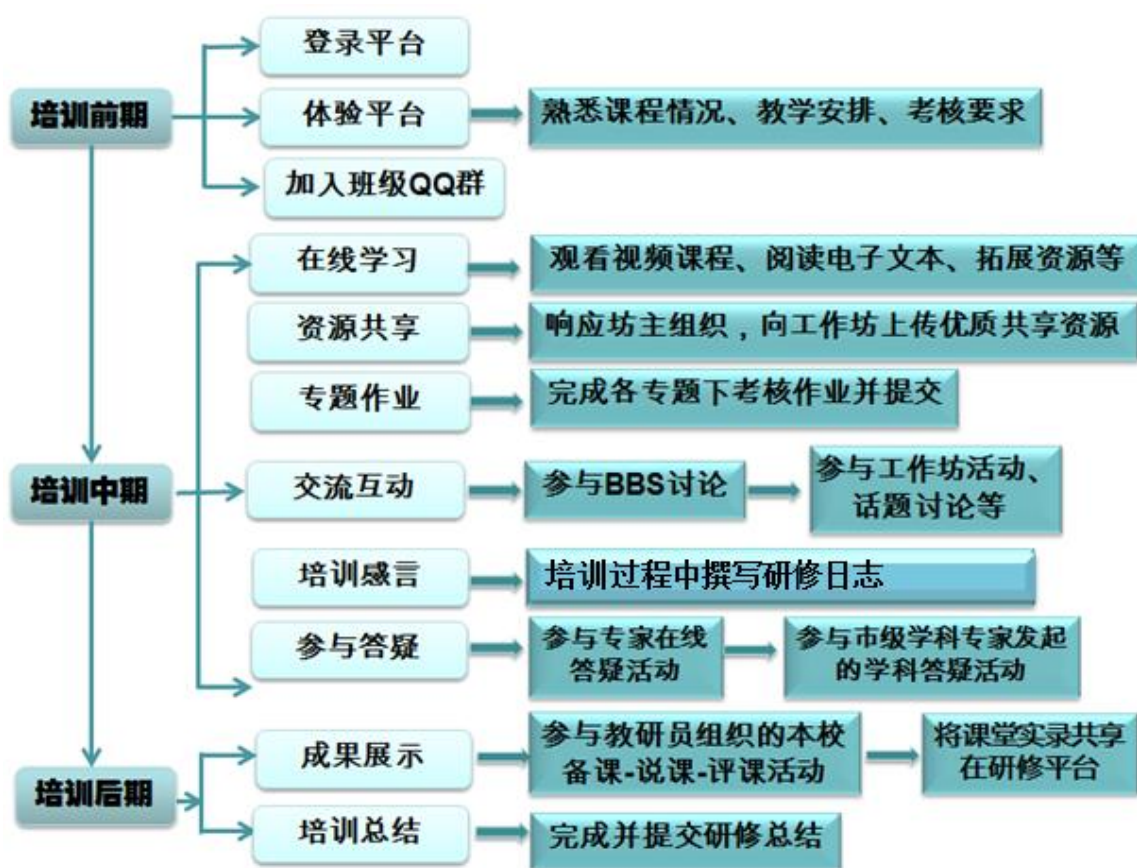 登录平台
培训前期
体验平台
熟悉课程情况、教学安排、考核要求
加入班级QQ群
在线学习
观看视频课程、阅读电子文本、拓展资源等
资源共享
响应坊主组织，向工作坊上传优质共享资源
专题作业
完成各专题下考核作业并提交
培训中期
交流互动
参与BBS讨论
参与工作坊活动、
话题讨论等
培训感言
培训过程中撰写研修日志
参与答疑
参与专家在线
答疑活动
参与市级学科专家发起
的学科答疑活动
培训后期
成果展示
参与教研员组织的本校
备课-说课-评课活动
将课堂实录共享
在研修平台
培训总结
完成并提交研修总结